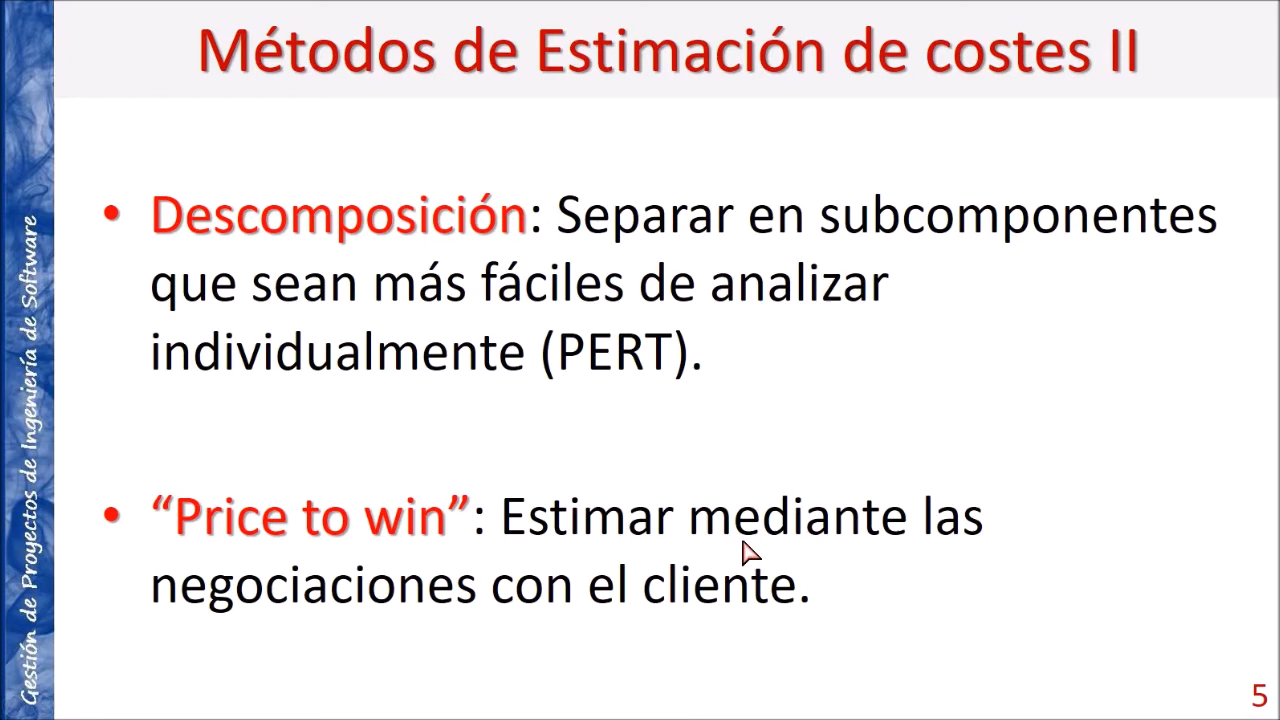 Métodos de Estimación de costes II
• Descomposición: Separar en subcomponentes
que sean más fáciles de analizar
individualmente (PERT).
• “Price to win”: Estimar mediante las
negociaciones con el cliente.
Gestión de Proyectos de Ingeniería de Software
5